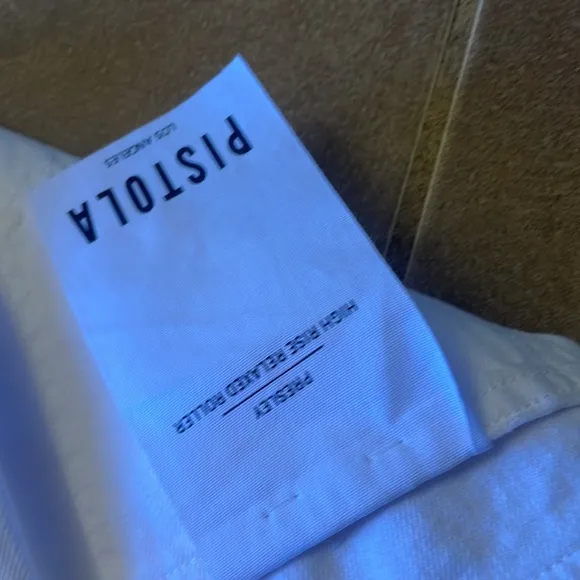 PRESLEY
HIGH RISE RELAXED ROLLER
PISTOLA
LOS ANGELES